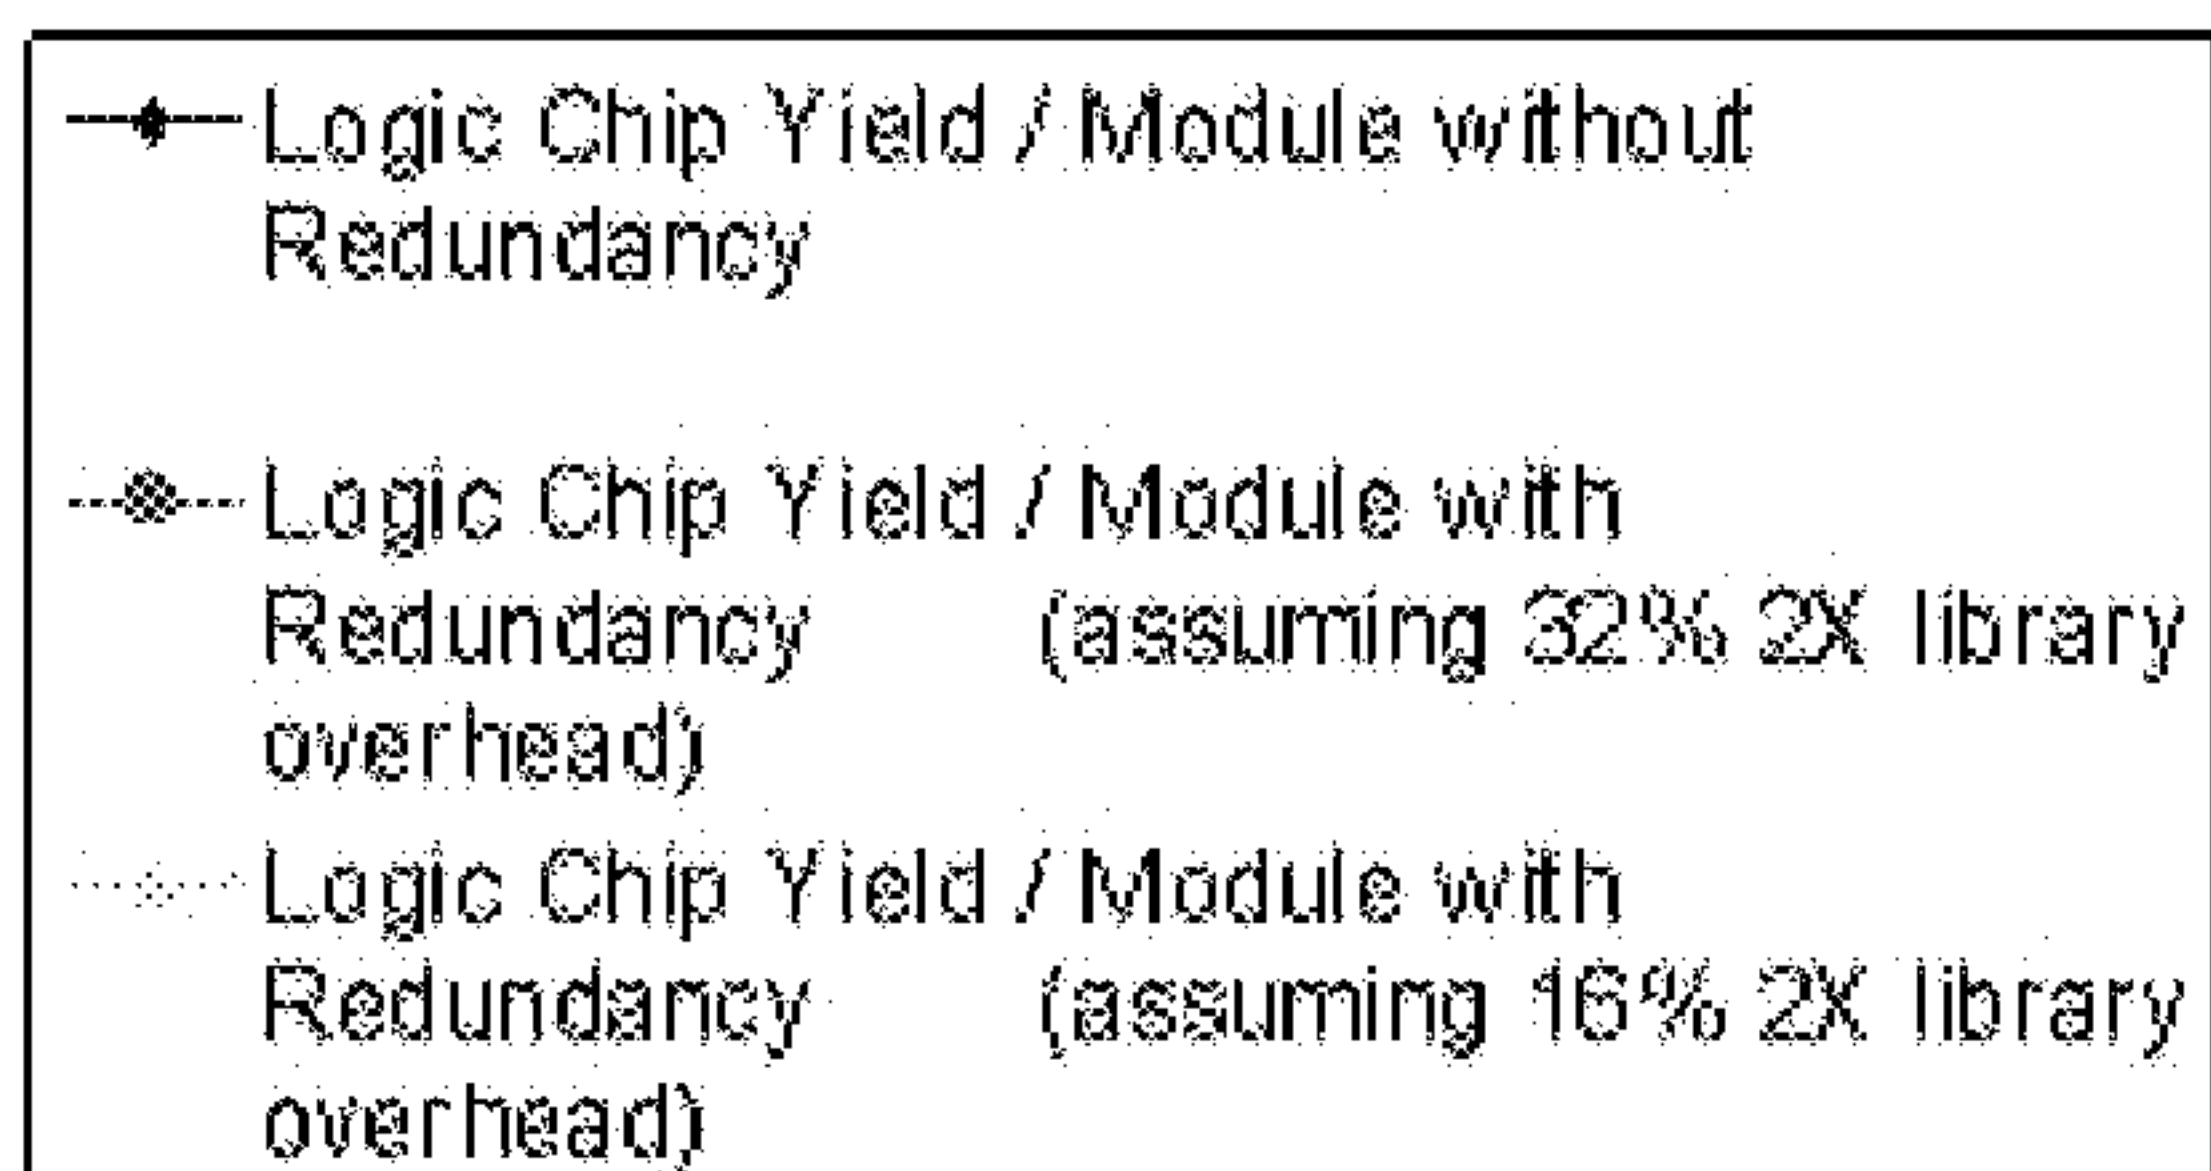 Logic Chip Yield / Module without
Redundancy
Logic Chip Yield / Module with
Redundancy (assuming 32% 2X library
overhead)
Logic Chip Yield / Module with
Redundancy (assuming 16% 2X library
overhead)